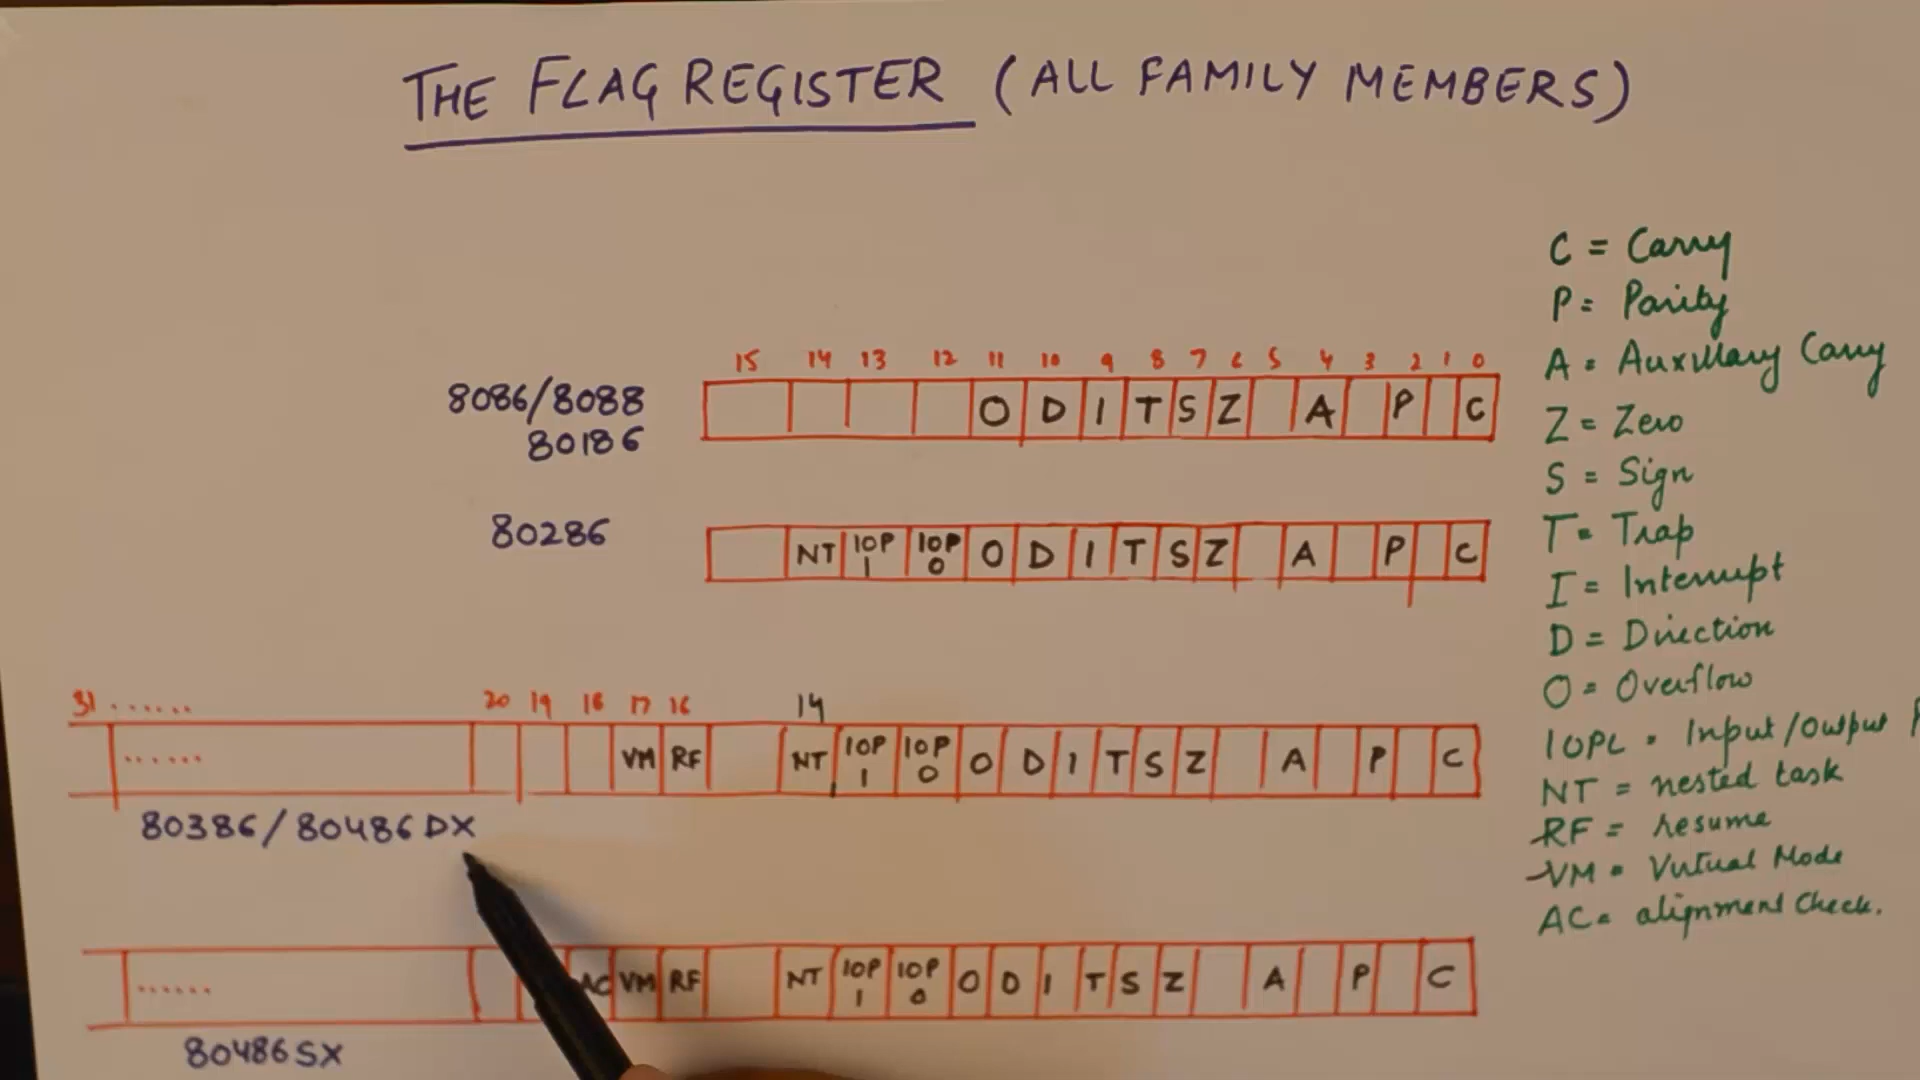 THE FLAG REGISTER (ALL FAMILY MEMBERS)
15 14 13 12 11 10 9 8 7 6 5 4 3 2 1 0
8086/8088
80186
O D I T S Z A P C
80286
NT IOP 1 IOP 0 O D I T S Z A P C
31 ...... 20 19 18 17 16 14
...... VM RF NT IOP 1 IOP 0 O D I T S Z A P C
80386/80486DX
...... AC VM RF NT IOP 1 IOP 0 O D I T S Z A P C
80486SX
C = Carry
P = Parity
A = Auxillary Carry
Z = Zero
S = Sign
T = Trap
I = Interrupt
D = Direction
O = Overflow
IOPL = Input/Output
NT = nested task
RF = resume
VM = Virtual Mode
AC = alignment Check.